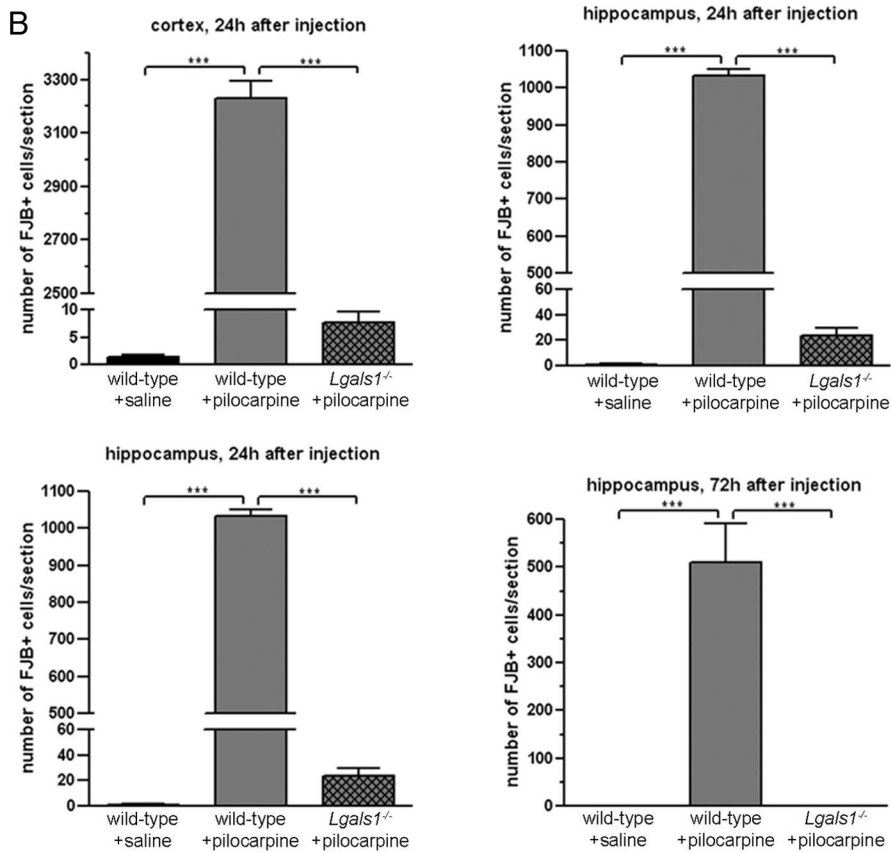 B
cortex, 24h after injection
number of FJB+ cells/section
3300
3100
2900
2700
2500
10
5
0
***
***
wild-type
+saline
wild-type
+pilocarpine
Lgals1-/-
+pilocarpine
hippocampus, 24h after injection
number of FJB+ cells/section
1100
1000
900
800
700
600
500
60
40
20
0
***
***
wild-type
+saline
wild-type
+pilocarpine
Lgals1-/-
+pilocarpine
hippocampus, 24h after injection
number of FJB+ cells/section
1100
1000
900
800
700
600
500
60
40
20
0
***
***
wild-type
+saline
wild-type
+pilocarpine
Lgals1-/-
+pilocarpine
hippocampus, 72h after injection
number of FJB+ cells/section
600
500
400
300
200
100
0
***
***
wild-type
+saline
wild-type
+pilocarpine
Lgals1-/-
+pilocarpine